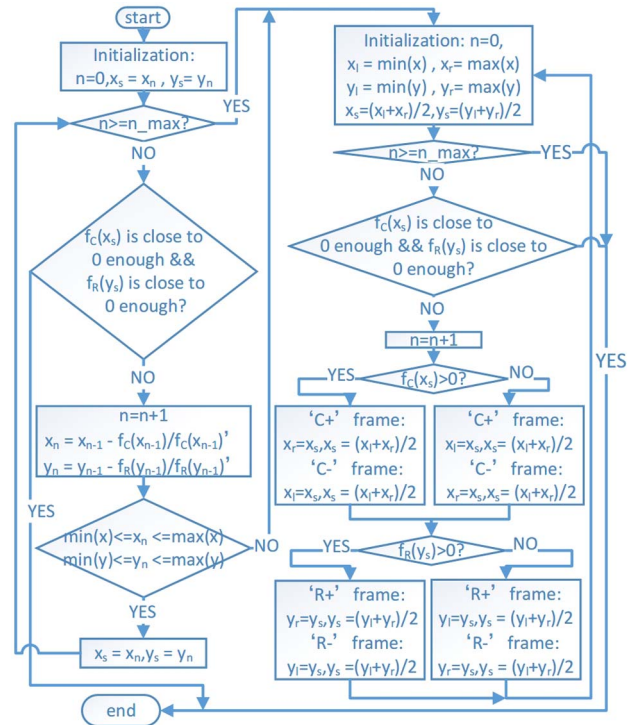 start
Initialization:
n=0,xs = xn , ys= yn
n>=n_max?
YES
NO
fC(xs) is close to
0 enough &&
fR(ys) is close to
0 enough?
NO
n=n+1
xn = xn-1 - fC(xn-1)/fC(xn-1)’
yn = yn-1 - fR(yn-1)/fR(yn-1)’
YES
min(x)<=xn <=max(x)
min(y)<=yn <=max(y)
NO
YES
xs = xn,ys = yn
end
Initialization: n=0,
xl = min(x) , xr= max(x)
yl = min(y) , yr= max(y)
xs=(xl+xr)/2,ys=(yl+yr)/2
n>=n_max?
YES
NO
fC(xs) is close to
0 enough && fR(ys) is close to
0 enough?
NO
YES
n=n+1
YES
fC(xs)>0?
NO
‘C+’ frame:
xr=xs,xs = (xl+xr)/2
‘C-’ frame:
xl=xs,xs = (xl+xr)/2
‘C+’ frame:
xl=xs,xs = (xl+xr)/2
‘C-’ frame:
xr=xs,xs = (xl+xr)/2
YES
fR(ys)>0?
NO
‘R+’ frame:
yr=ys,ys =(yl+yr)/2
‘R-’ frame:
yl=ys,ys =(yl+yr)/2
‘R+’ frame:
yl=ys,ys = (yl+yr)/2
‘R-’ frame:
yr=ys,ys = (yl+yr)/2